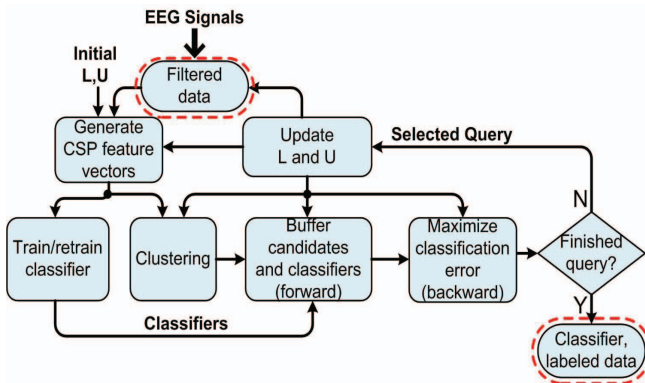 EEG Signals
Initial
L,U
Filtered
data
Generate
CSP feature
vectors
Update
L and U
Selected Query
N
Train/retrain
classifier
Clustering
Buffer
candidates
and classifiers
(forward)
Maximize
classification
error
(backward)
Finished
query?
Y
Classifiers
Classifier,
labeled data